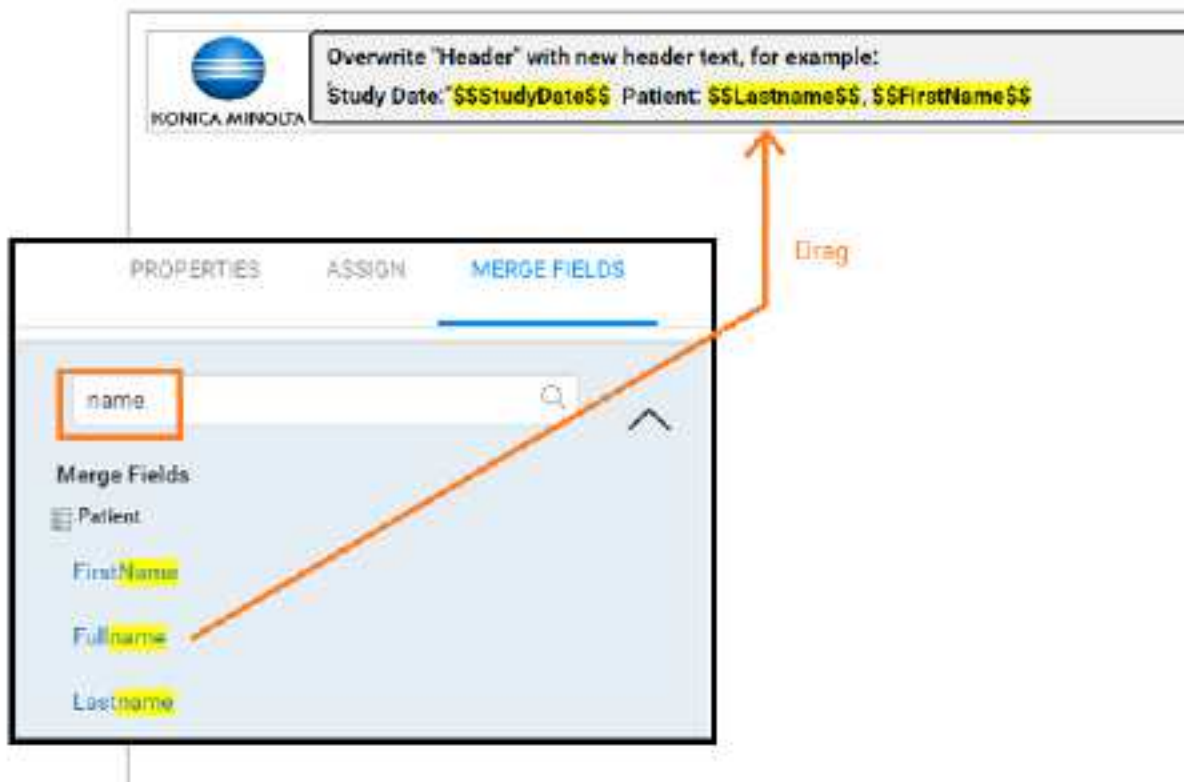 Overwrite "Header" with new header text, for example:
Study Date:"$$StudyDate$$ Patient: $$Lastname$$, $$FirstName$$
KONICA MINOLTA
Drag
PROPERTIES ASSIGN MERGE FIELDS
name
Merge Fields
Patient
FirstName
Fullname
Lastname